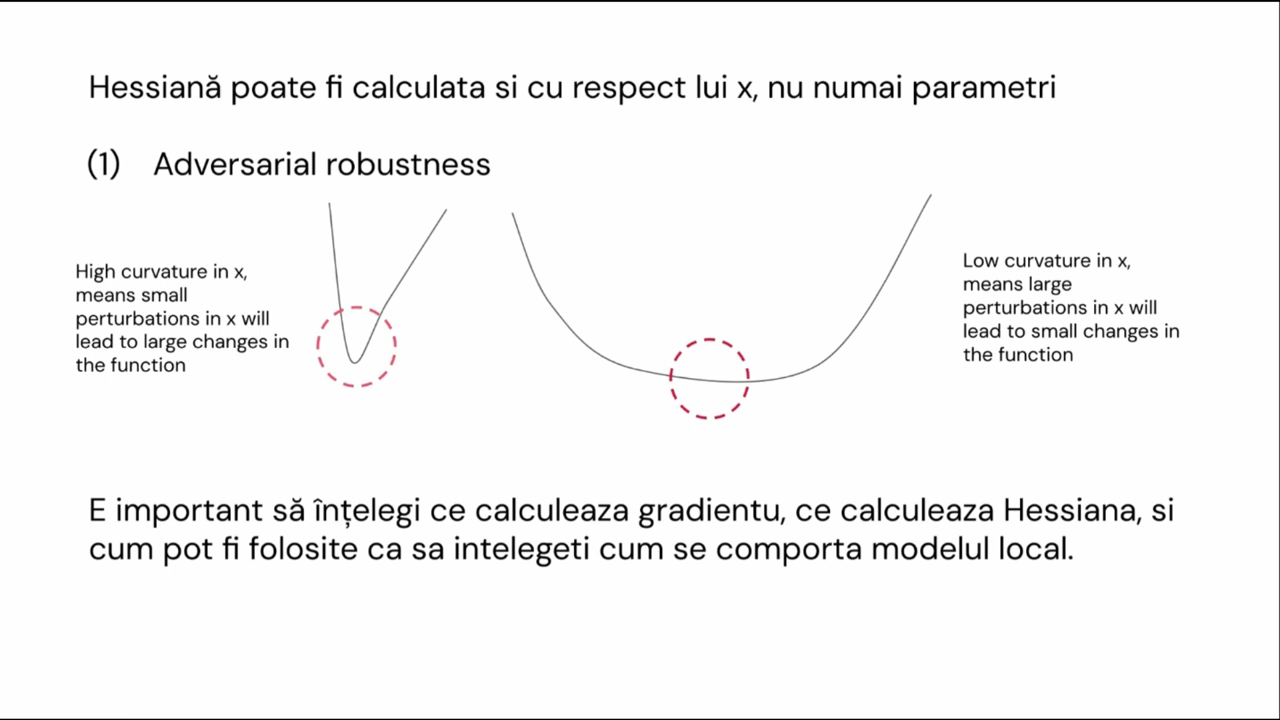 Hessiană poate fi calculata si cu respect lui x, nu numai parametri
(1) Adversarial robustness
High curvature in x,
means small
perturbations in x will
lead to large changes in
the function
Low curvature in x,
means large
perturbations in x will
lead to small changes in
the function
E important să înțelegi ce calculeaza gradientu, ce calculeaza Hessiana, si
cum pot fi folosite ca sa intelegeti cum se comporta modelul local.